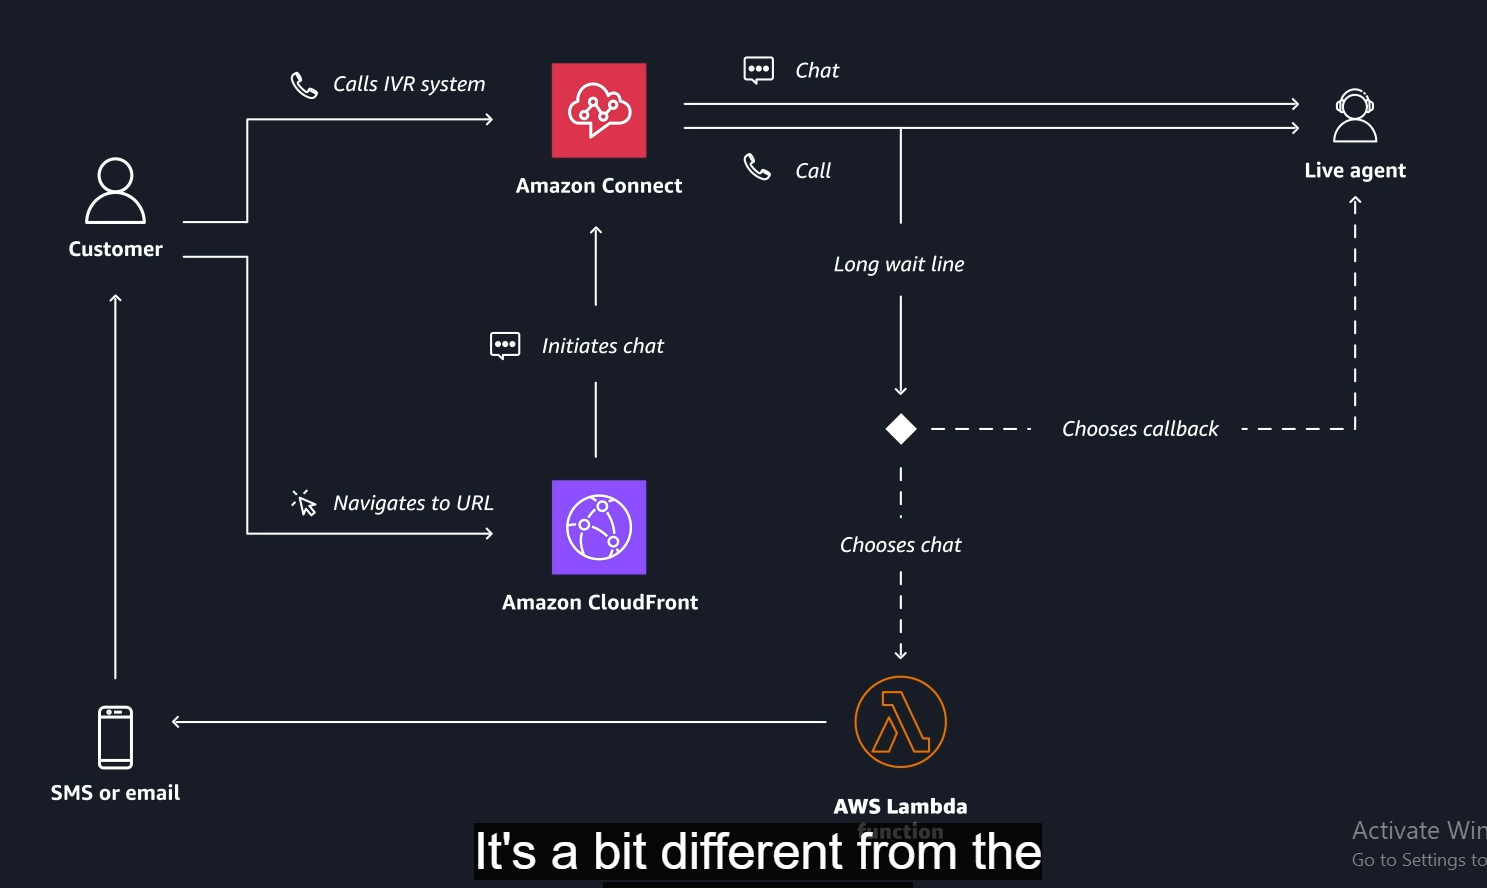 Calls IVR system
Chat
Amazon Connect
Call
Live agent
Customer
Long wait line
Initiates chat
Chooses callback
Navigates to URL
Chooses chat
Amazon CloudFront
SMS or email
AWS Lambda
function
It's a bit different from the
Activate Win
Go to Settings to